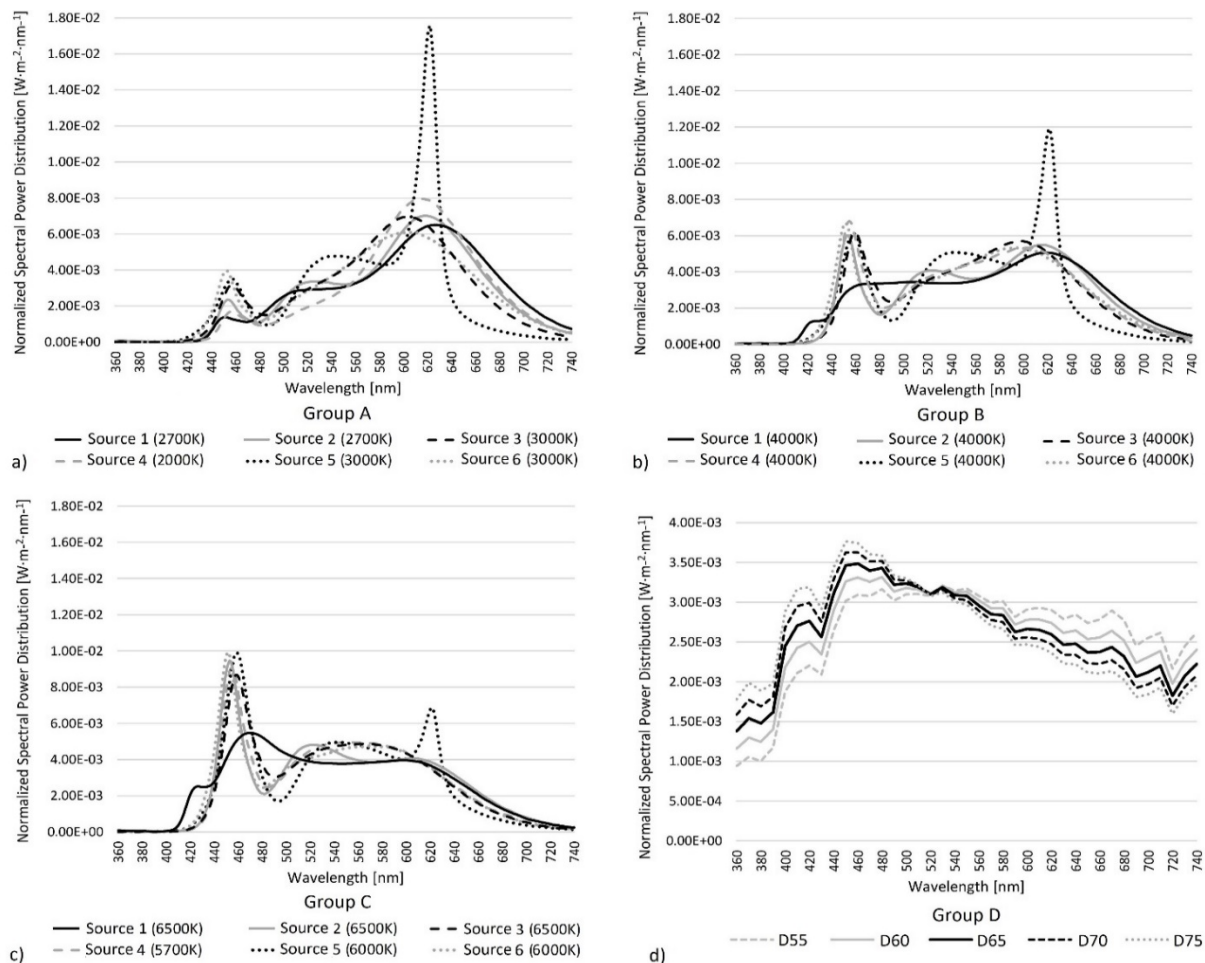 Normalized Spectral Power Distribution [W·m-2·nm-1]
1.80E-02
1.60E-02
1.40E-02
1.20E-02
1.00E-02
8.00E-03
6.00E-03
4.00E-03
2.00E-03
0.00E+00
360 380 400 420 440 460 480 500 520 540 560 580 600 620 640 660 680 700 720 740
Wavelength [nm]
Group A
Source 1 (2700K) Source 2 (2700K) Source 3 (3000K)
a) Source 4 (2000K) Source 5 (3000K) Source 6 (3000K)
Normalized Spectral Power Distribution [W·m-2·nm-1]
1.80E-02
1.60E-02
1.40E-02
1.20E-02
1.00E-02
8.00E-03
6.00E-03
4.00E-03
2.00E-03
0.00E+00
360 380 400 420 440 460 480 500 520 540 560 580 600 620 640 660 680 700 720 740
Wavelength [nm]
Group B
Source 1 (4000K) Source 2 (4000K) Source 3 (4000K)
b) Source 4 (4000K) Source 5 (4000K) Source 6 (4000K)
Normalized Spectral Power Distribution [W·m-2·nm-1]
1.80E-02
1.60E-02
1.40E-02
1.20E-02
1.00E-02
8.00E-03
6.00E-03
4.00E-03
2.00E-03
0.00E+00
360 380 400 420 440 460 480 500 520 540 560 580 600 620 640 660 680 700 720 740
Wavelength [nm]
Group C
Source 1 (6500K) Source 2 (6500K) Source 3 (6500K)
c) Source 4 (5700K) Source 5 (6000K) Source 6 (6000K)
Normalized Spectral Power Distribution [W·m-2·nm-1]
4.00E-03
3.50E-03
3.00E-03
2.50E-03
2.00E-03
1.50E-03
1.00E-03
5.00E-04
0.00E+00
360 380 400 420 440 460 480 500 520 540 560 580 600 620 640 660 680 700 720 740
Wavelength [nm]
Group D
d) D55 D60 D65 D70 D75